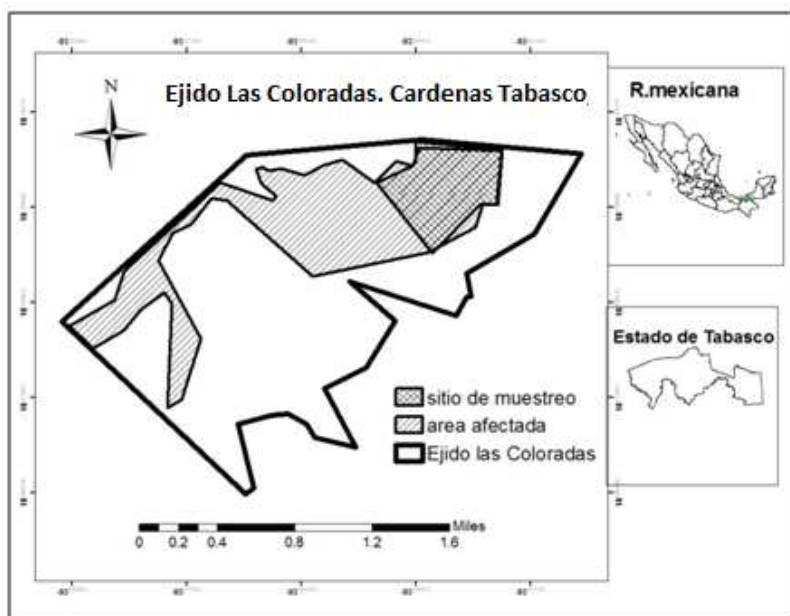 Ejido Las Coloradas. Cardenas Tabasco
N
sitio de muestreo
area afectada
Ejido las Coloradas
Miles
0 0.2 0.4 0.8 1.2 1.6
R.mexicana
Estado de Tabasco